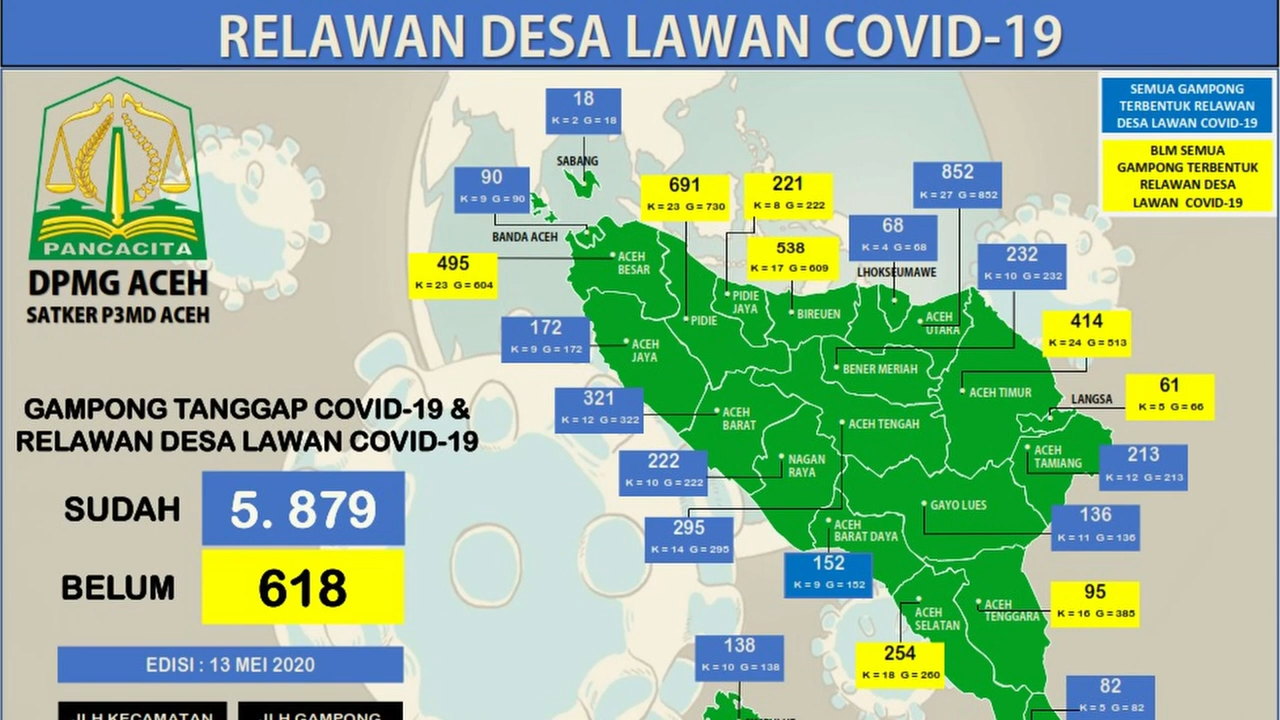 RELAWAN DESA LAWAN COVID-19
PANCACITA
DPMG ACEH
SATKER P3MD ACEH
GAMPONG TANGGAP COVID-19 &
RELAWAN DESA LAWAN COVID-19
SUDAH
5. 879
BELUM
618
EDISI : 13 MEI 2020
JLH KECAMATAN
JLH GAMPONG
SEMUA GAMPONG
TERBENTUK RELAWAN
DESA LAWAN COVID-19
BLM SEMUA
GAMPONG TERBENTUK
RELAWAN DESA
LAWAN COVID-19
18
K = 2 G = 18
SABANG
90
K = 9 G = 90
BANDA ACEH
495
K = 23 G = 604
ACEH
BESAR
691
K = 23 G = 730
PIDIE
221
K = 8 G = 222
PIDIE
JAYA
538
K = 17 G = 609
BIREUEN
68
K = 4 G = 68
LHOKSEUMAWE
852
K = 27 G = 852
ACEH
UTARA
232
K = 10 G = 232
BENER MERIAH
414
K = 24 G = 513
ACEH TIMUR
61
K = 5 G = 66
LANGSA
172
K = 9 G = 172
ACEH
JAYA
321
K = 12 G = 322
ACEH
BARAT
ACEH TENGAH
222
K = 10 G = 222
NAGAN
RAYA
ACEH
TAMIANG
213
K = 12 G = 213
295
K = 14 G = 295
GAYO LUES
136
K = 11 G = 136
ACEH
BARAT DAYA
152
K = 9 G = 152
95
K = 16 G = 385
ACEH
TENGGARA
ACEH
SELATAN
254
K = 18 G = 260
138
K = 10 G = 138
82
K = 5 G = 82